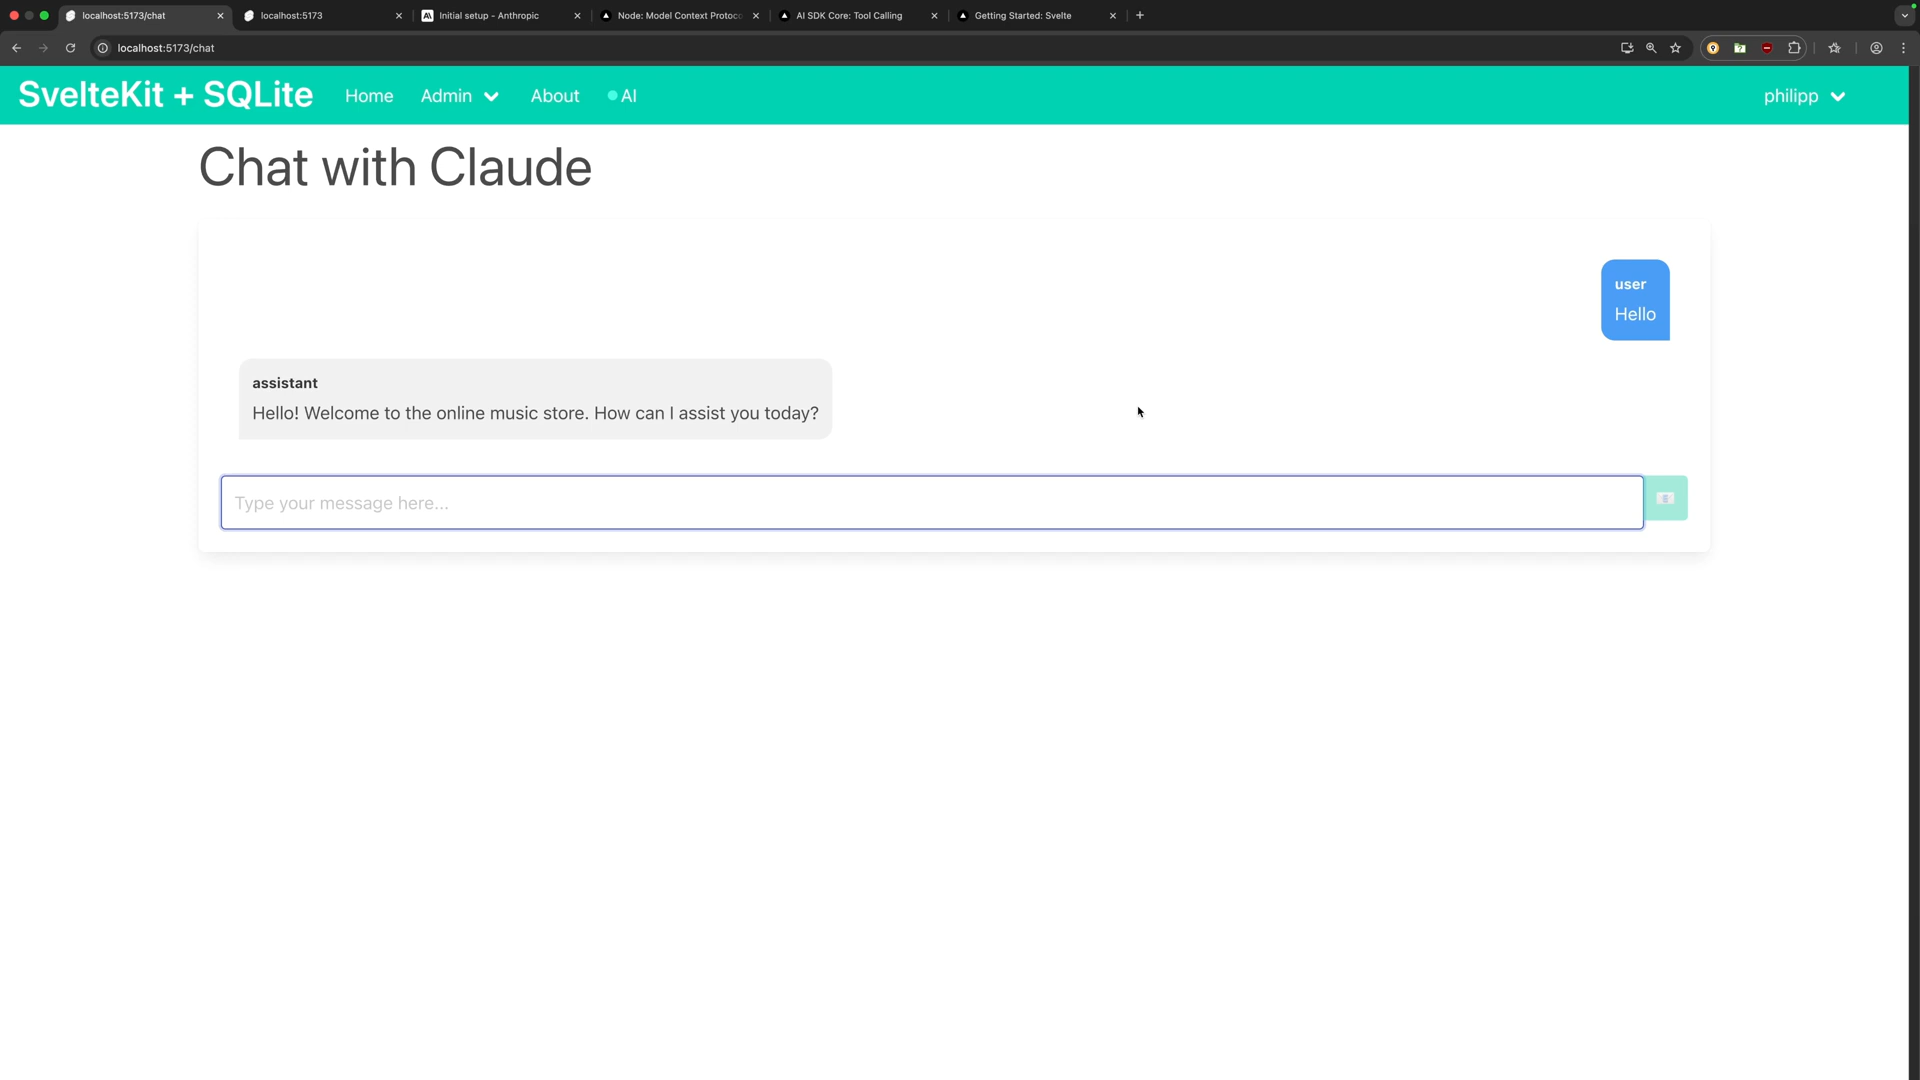 localhost:5173/chat
localhost:5173
Initial setup - Anthropic
Node: Model Context Protoco
AI SDK Core: Tool Calling
Getting Started: Svelte
localhost:5173/chat
SvelteKit + SQLite
Home
Admin
About
AI
philipp
Chat with Claude
user
Hello
assistant
Hello! Welcome to the online music store. How can I assist you today?
Type your message here...